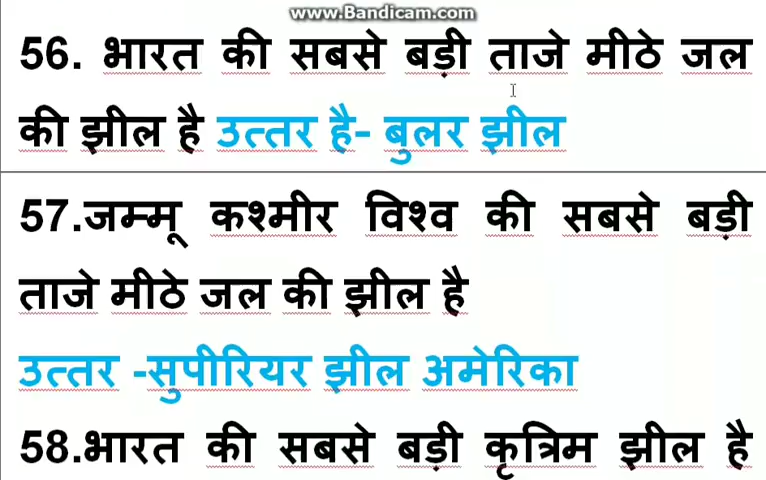 www.Bandicam.com
56. भारत की सबसे बड़ी ताजे मीठे जल
की झील है उत्तर है- बुलर झील
57.जम्मू कश्मीर विश्व की सबसे बड़ी
ताजे मीठे जल की झील है
उत्तर -सुपीरियर झील अमेरिका
58.भारत की सबसे बड़ी कृत्रिम झील है